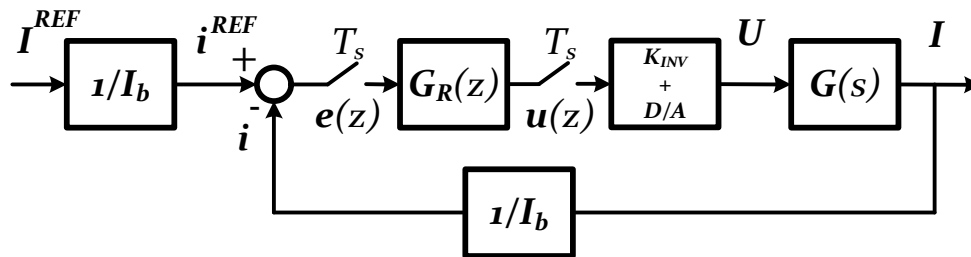 I^REF
i^REF
T_s
T_s
U
I
+
1/I_b
G_R(z)
K_INV
+
D/A
G(s)
-
i
e(z)
u(z)
1/I_b